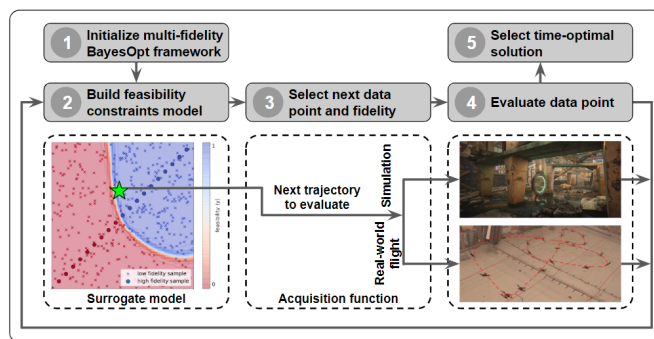 1
Initialize multi-fidelity
BayesOpt framework
5
Select time-optimal
solution
2
Build feasibility
constraints model
3
Select next data
point and fidelity
4
Evaluate data point
1
feasibility (y)
0
low fidelity sample
high fidelity sample
Surrogate model
Next trajectory
to evaluate
Acquisition function
Simulation
Real-world
flight